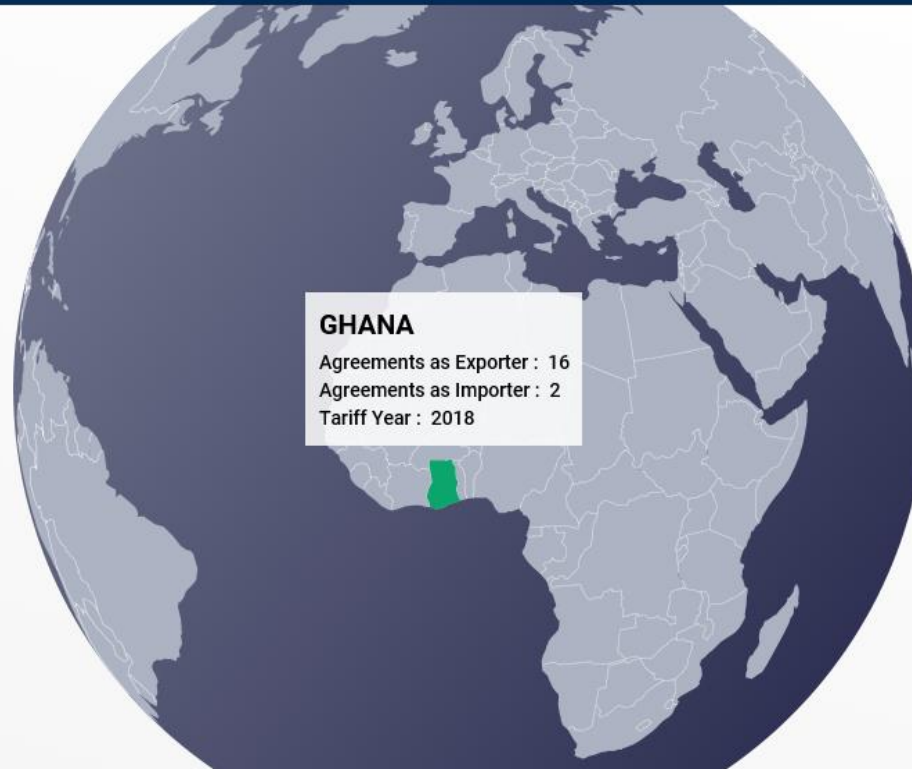 GHANA
Agreements as Exporter : 16
Agreements as Importer : 2
Tariff Year : 2018